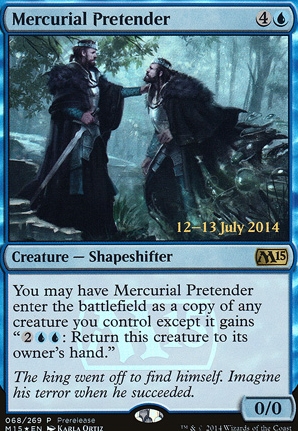 Mercurial Pretender 4
12–13 July 2014
Creature — Shapeshifter M15
You may have Mercurial Pretender
enter the battlefield as a copy of any
creature you control except it gains
“2: Return this creature to its
owner’s hand.”
The king went off to find himself. Imagine
his terror when he succeeded.
0/0
068/269 P Prerelease
M15★EN Karla Ortiz ™ & © 2014 Wizards of the Coast